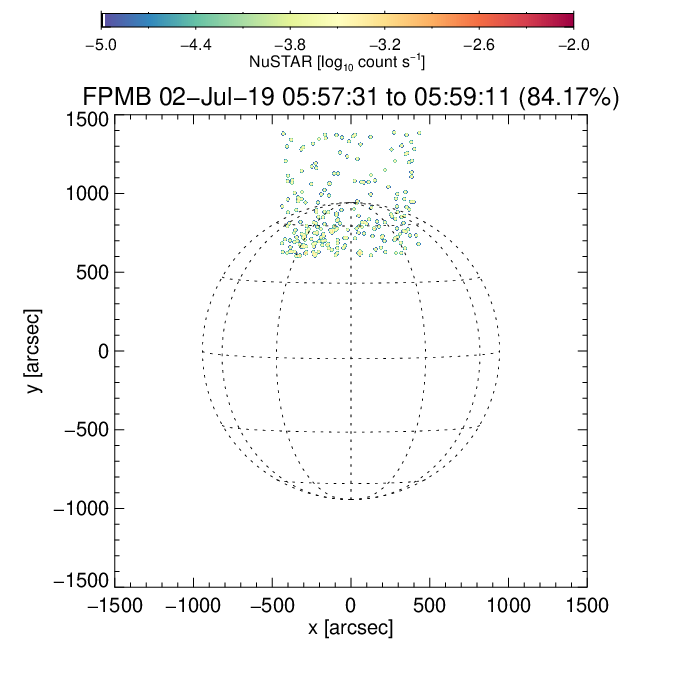 −5.0 −4.4 −3.8 −3.2 −2.6 −2.0
NuSTAR [log₁₀ count s⁻¹]
FPMB 02−Jul−19 05:57:31 to 05:59:11 (84.17%)
1500
1000
500
0
−500
−1000
−1500
y [arcsec]
−1500 −1000 −500 0 500 1000 1500
x [arcsec]